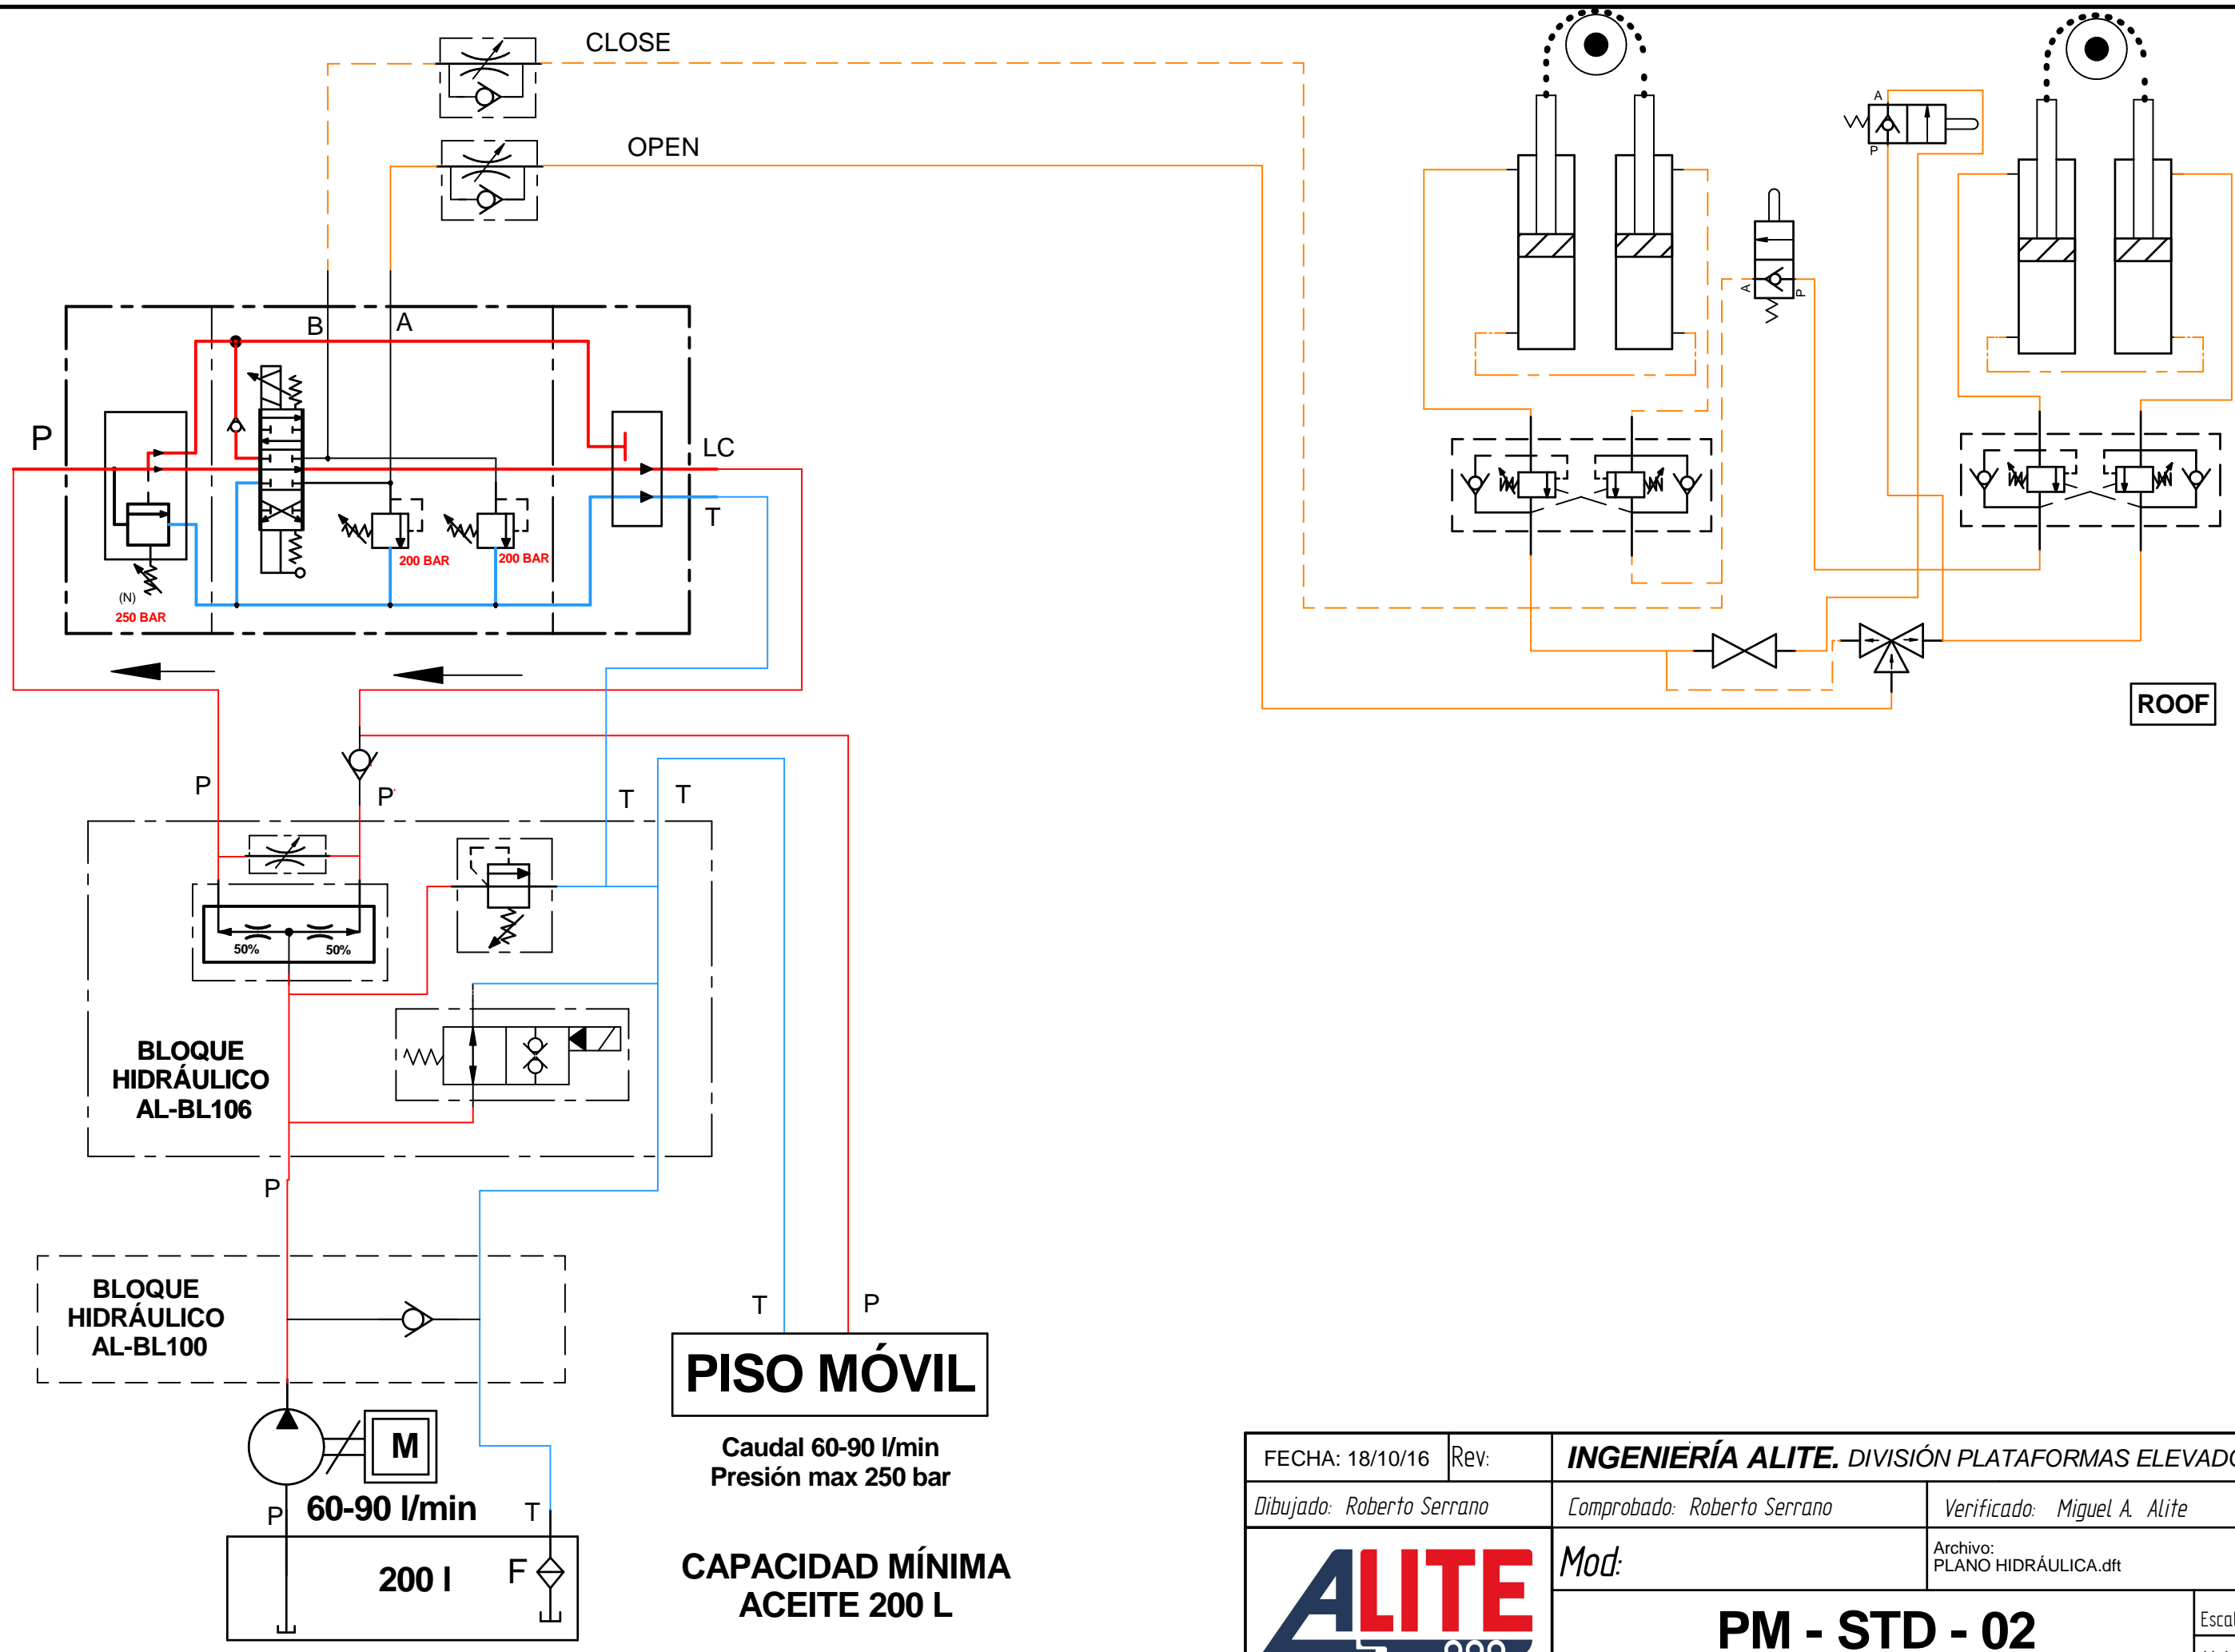 CLOSE
OPEN
A
P
A
P
B
A
P
LC
T
200 BAR
200 BAR
(N)
250 BAR
ROOF
P
P
T
T
50%
50%
BLOQUE
HIDRÁULICO
AL-BL106
P
BLOQUE
HIDRÁULICO
AL-BL100
T
P
PISO MÓVIL
M
Caudal 60-90 l/min
Presión max 250 bar
60-90 l/min
P
T
200 l
F
CAPACIDAD MÍNIMA
ACEITE 200 L
FECHA: 18/10/16
Rev:
INGENIERÍA ALITE. DIVISIÓN PLATAFORMAS ELEVADO
Dibujado: Roberto Serrano
Comprobado: Roberto Serrano
Verificado: Miguel A. Alite
ALITE
Mod:
Archivo:
PLANO HIDRÁULICA.dft
PM - STD - 02
Escal